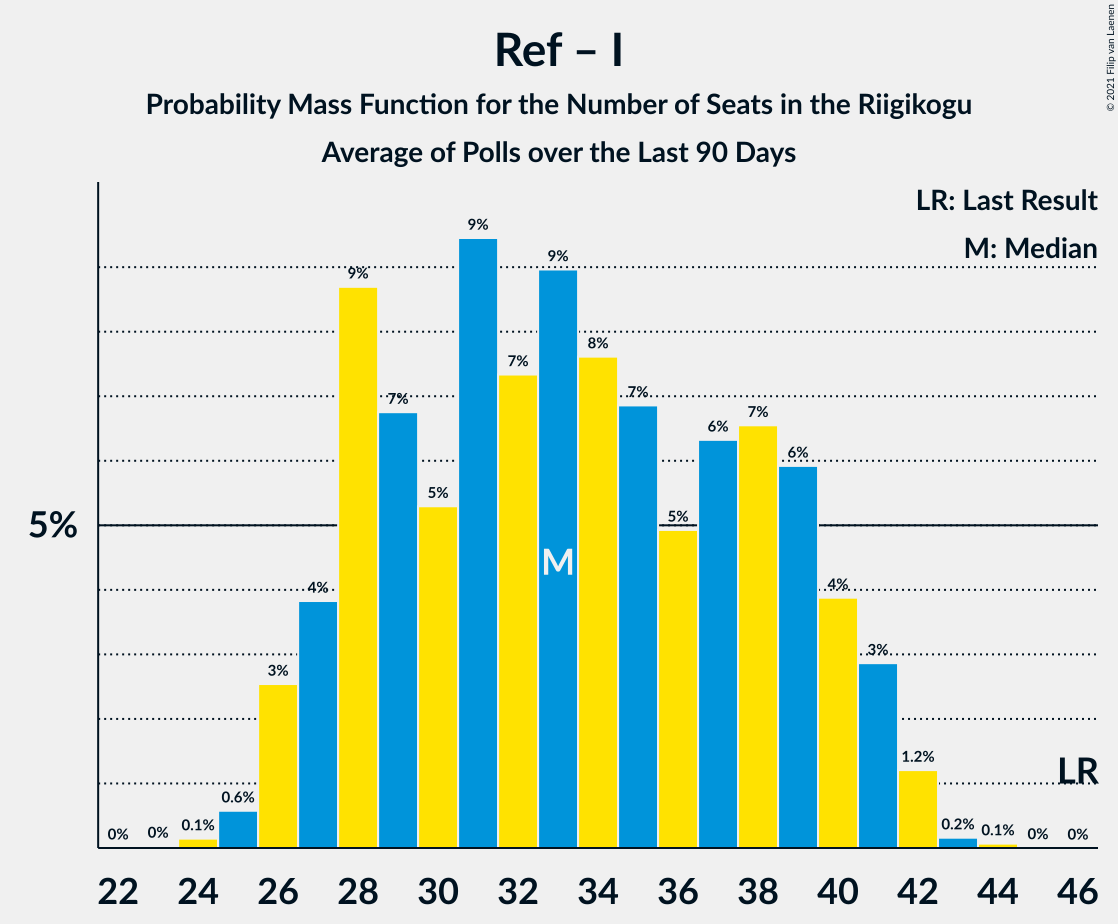 Ref – I
Probability Mass Function for the Number of Seats in the Riigikogu
Average of Polls over the Last 90 Days
© 2021 Filip van Laenen
LR: Last Result
M: Median
5%
0% 0% 0.1% 0.6% 3% 4% 9% 7% 5% 9% 7% 9% 8% 7% 5% 6% 7% 6% 4% 3% 1.2% 0.2% 0.1% 0% 0%
M
LR
22 24 26 28 30 32 34 36 38 40 42 44 46